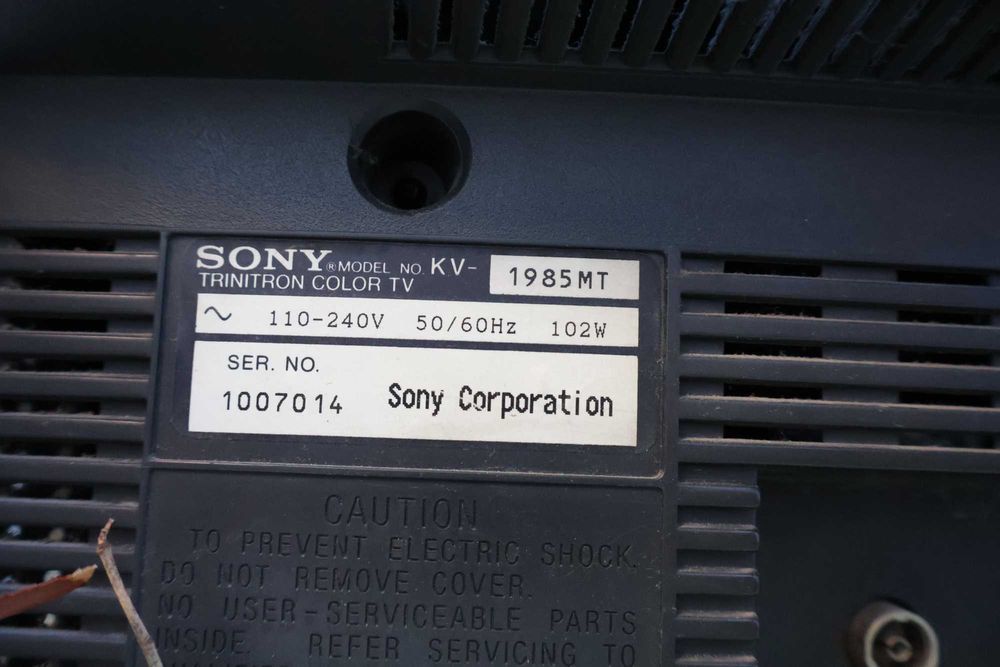 SONY® MODEL NO. KV- 1985MT
TRINITRON COLOR TV
~ 110-240V 50/60Hz 102W
SER. NO.
1007014 Sony Corporation
CAUTION
TO PREVENT ELECTRIC SHOCK.
DO NOT REMOVE COVER.
NO USER-SERVICEABLE PARTS
INSIDE. REFER SERVICING TO